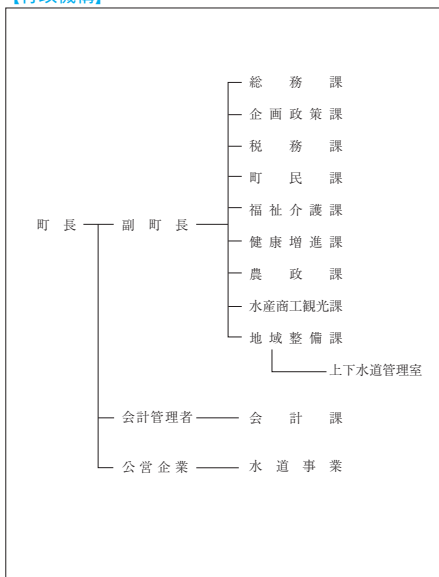 【行政機構】
総務課
企画政策課
税務課
町民課
福祉介護課
町長 副町長
健康増進課
農政課
水産商工観光課
地域整備課
上下水道管理室
会計管理者 会計課
公営企業 水道事業